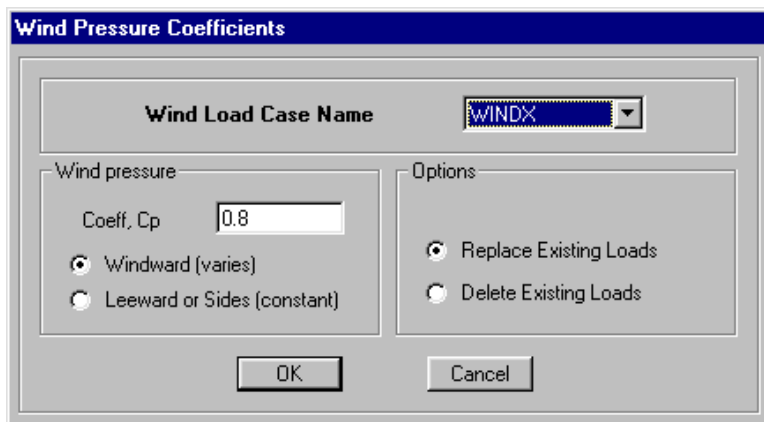 Wind Pressure Coefficients
Wind Load Case Name WINDX
Wind pressure
Coeff, Cp 0.8
Windward (varies)
Leeward or Sides (constant)
Options
Replace Existing Loads
Delete Existing Loads
OK Cancel